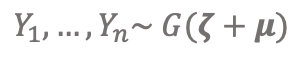 Y₁, …, Yₙ~ G(ζ + μ)